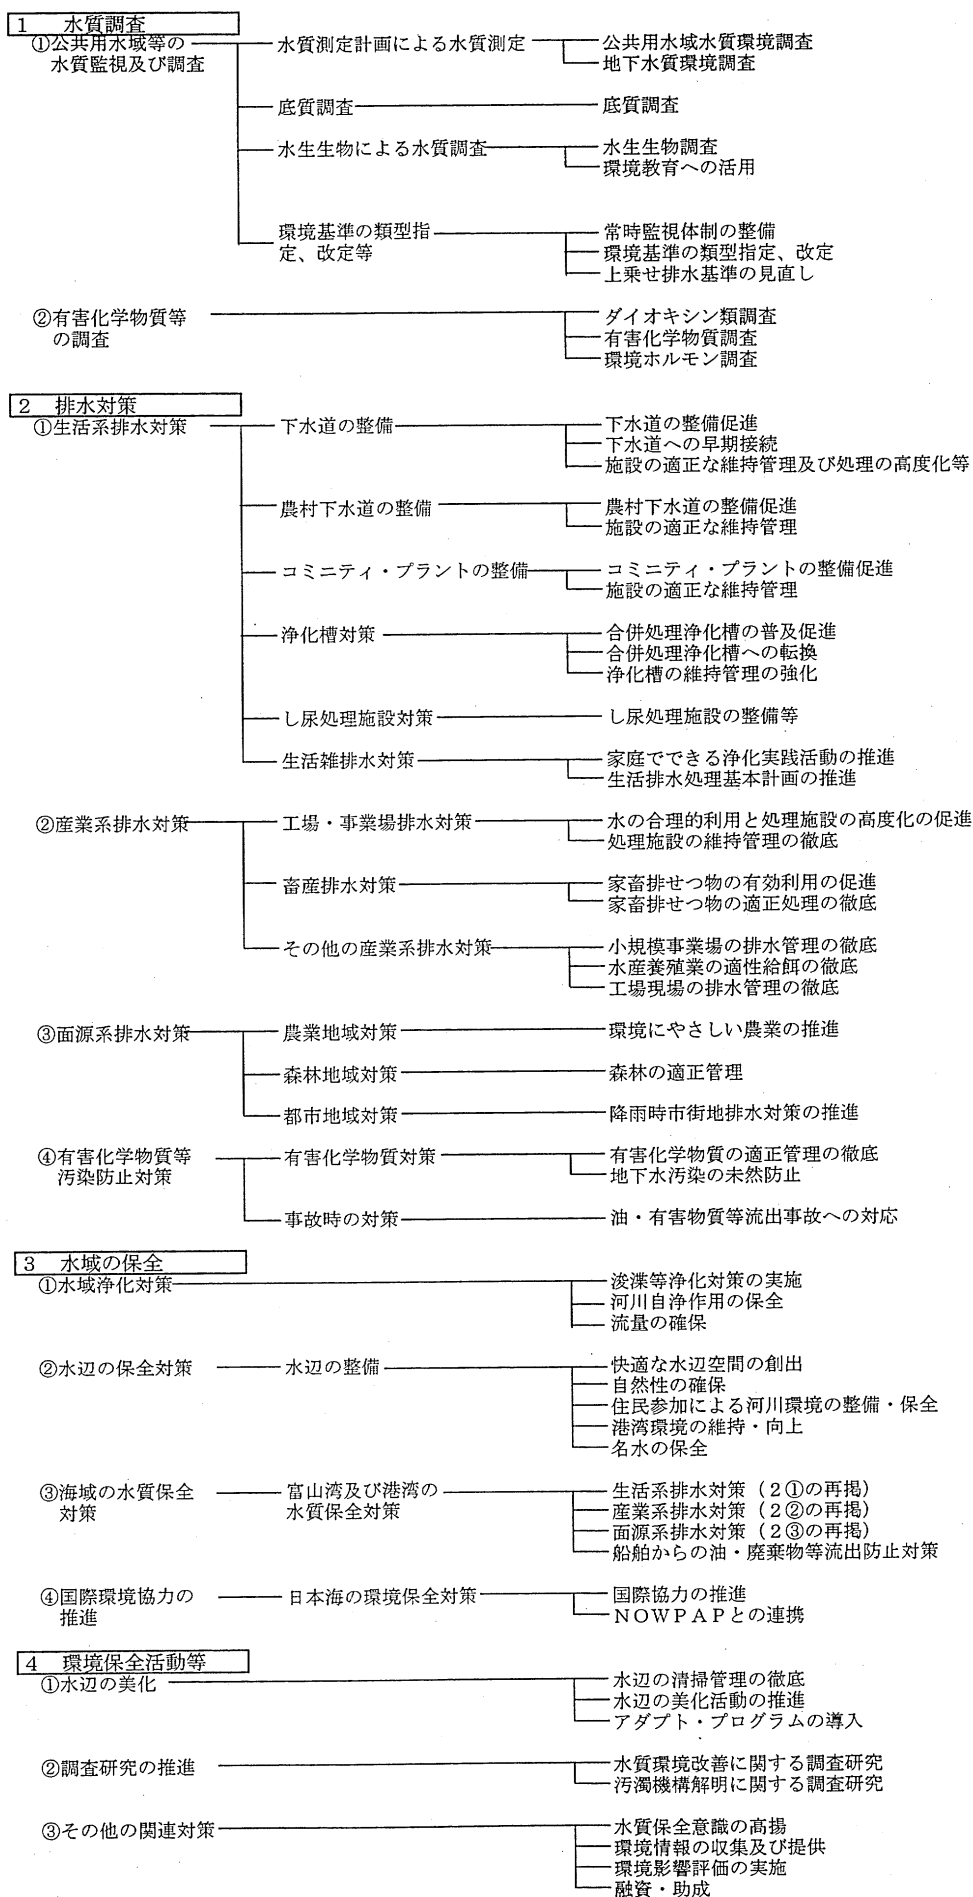 1 水質調査
①公共用水域等の 水質測定計画による水質測定 公共用水域水質環境調査
水質監視及び調査 地下水質環境調査
底質調査 底質調査
水生生物による水質調査 水生生物調査
環境教育への活用
環境基準の類型指 常時監視体制の整備
定、改定等 環境基準の類型指定、改定
上乗せ排水基準の見直し
②有害化学物質等 ダイオキシン類調査
の調査 有害化学物質調査
環境ホルモン調査
2 排水対策
①生活系排水対策 下水道の整備 下水道の整備促進
下水道への早期接続
施設の適正な維持管理及び処理の高度化等
農村下水道の整備 農村下水道の整備促進
施設の適正な維持管理
コミニティ・プラントの整備 コミニティ・プラントの整備促進
施設の適正な維持管理
浄化槽対策 合併処理浄化槽の普及促進
合併処理浄化槽への転換
浄化槽の維持管理の強化
し尿処理施設対策 し尿処理施設の整備等
生活雑排水対策 家庭でできる浄化実践活動の推進
生活排水処理基本計画の推進
②産業系排水対策 工場・事業場排水対策 水の合理的利用と処理施設の高度化の促進
処理施設の維持管理の徹底
畜産排水対策 家畜排せつ物の有効利用の促進
家畜排せつ物の適正処理の徹底
その他の産業系排水対策 小規模事業場の排水管理の徹底
水産養殖業の適性給餌の徹底
工場現場の排水管理の徹底
③面源系排水対策 農業地域対策 環境にやさしい農業の推進
森林地域対策 森林の適正管理
都市地域対策 降雨時市街地排水対策の推進
④有害化学物質等 有害化学物質対策 有害化学物質の適正管理の徹底
汚染防止対策 地下水汚染の未然防止
事故時の対策 油・有害物質等流出事故への対応
3 水域の保全
①水域浄化対策 浚渫等浄化対策の実施
河川自浄作用の保全
流量の確保
②水辺の保全対策 水辺の整備 快適な水辺空間の創出
自然性の確保
住民参加による河川環境の整備・保全
港湾環境の維持・向上
名水の保全
③海域の水質保全 富山湾及び港湾の 生活系排水対策（2①の再掲）
対策 水質保全対策 産業系排水対策（2②の再掲）
面源系排水対策（2③の再掲）
船舶からの油・廃棄物等流出防止対策
④国際環境協力の 日本海の環境保全対策 国際協力の推進
推進 NOWPAPとの連携
4 環境保全活動等
①水辺の美化 水辺の清掃管理の徹底
水辺の美化活動の推進
アダプト・プログラムの導入
②調査研究の推進 水質環境改善に関する調査研究
汚濁機構解明に関する調査研究
③その他の関連対策 水質保全意識の高揚
環境情報の収集及び提供
環境影響評価の実施
融資・助成